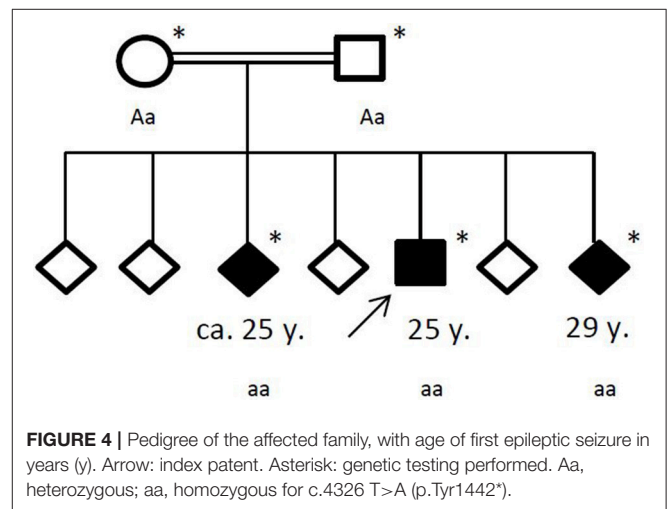 * *
Aa Aa
* * *
ca. 25 y. 25 y. 29 y.
aa aa aa
FIGURE 4 | Pedigree of the affected family, with age of first epileptic seizure in
years (y). Arrow: index patent. Asterisk: genetic testing performed. Aa,
heterozygous; aa, homozygous for c.4326 T>A (p.Tyr1442*).